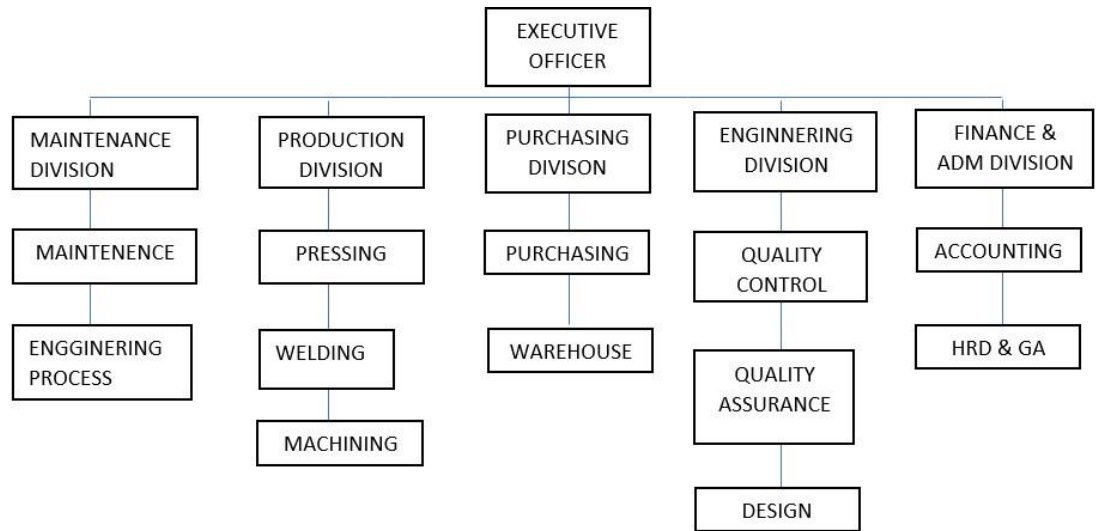 EXECUTIVE
OFFICER
MAINTENANCE
DIVISION
PRODUCTION
DIVISION
PURCHASING
DIVISON
ENGINNERING
DIVISION
FINANCE &
ADM DIVISION
MAINTENENCE
PRESSING
PURCHASING
QUALITY
CONTROL
ACCOUNTING
ENGGINERING
PROCESS
WELDING
WAREHOUSE
QUALITY
ASSURANCE
HRD & GA
MACHINING
DESIGN